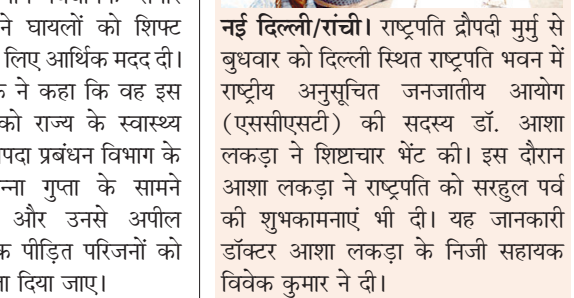 ने घायलों को शिफ्ट
लिए आर्थिक मदद दी।
ने कहा कि वह इस
को राज्य के स्वास्थ्य
प्रबंधन विभाग के
गुप्ता के सामने
और उनसे अपील
पीड़ित परिजनों को
दिया जाए।
नई दिल्ली/रांची। राष्ट्रपति द्रौपदी मुर्मु से
बुधवार को दिल्ली स्थित राष्ट्रपति भवन में
राष्ट्रीय अनुसूचित जनजातीय आयोग
(एससीएसटी) की सदस्य डॉ. आशा
लकड़ा ने शिष्टाचार भेंट की। इस दौरान
आशा लकड़ा ने राष्ट्रपति को सरहुल पर्व
की शुभकामनाएं भी दी। यह जानकारी
डॉक्टर आशा लकड़ा के निजी सहायक
विवेक कुमार ने दी।